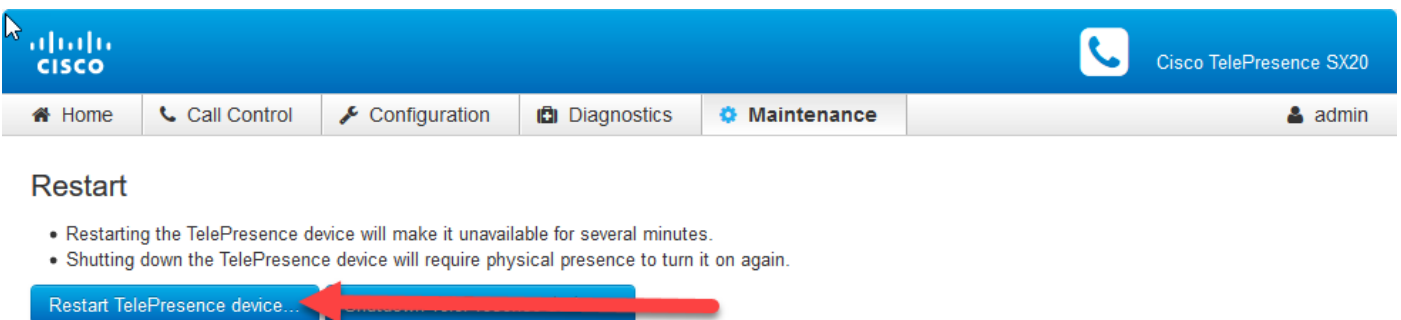 CISCO
Cisco TelePresence SX20
Home Call Control Configuration Diagnostics Maintenance admin
Restart
• Restarting the TelePresence device will make it unavailable for several minutes.
• Shutting down the TelePresence device will require physical presence to turn it on again.
Restart TelePresence device...